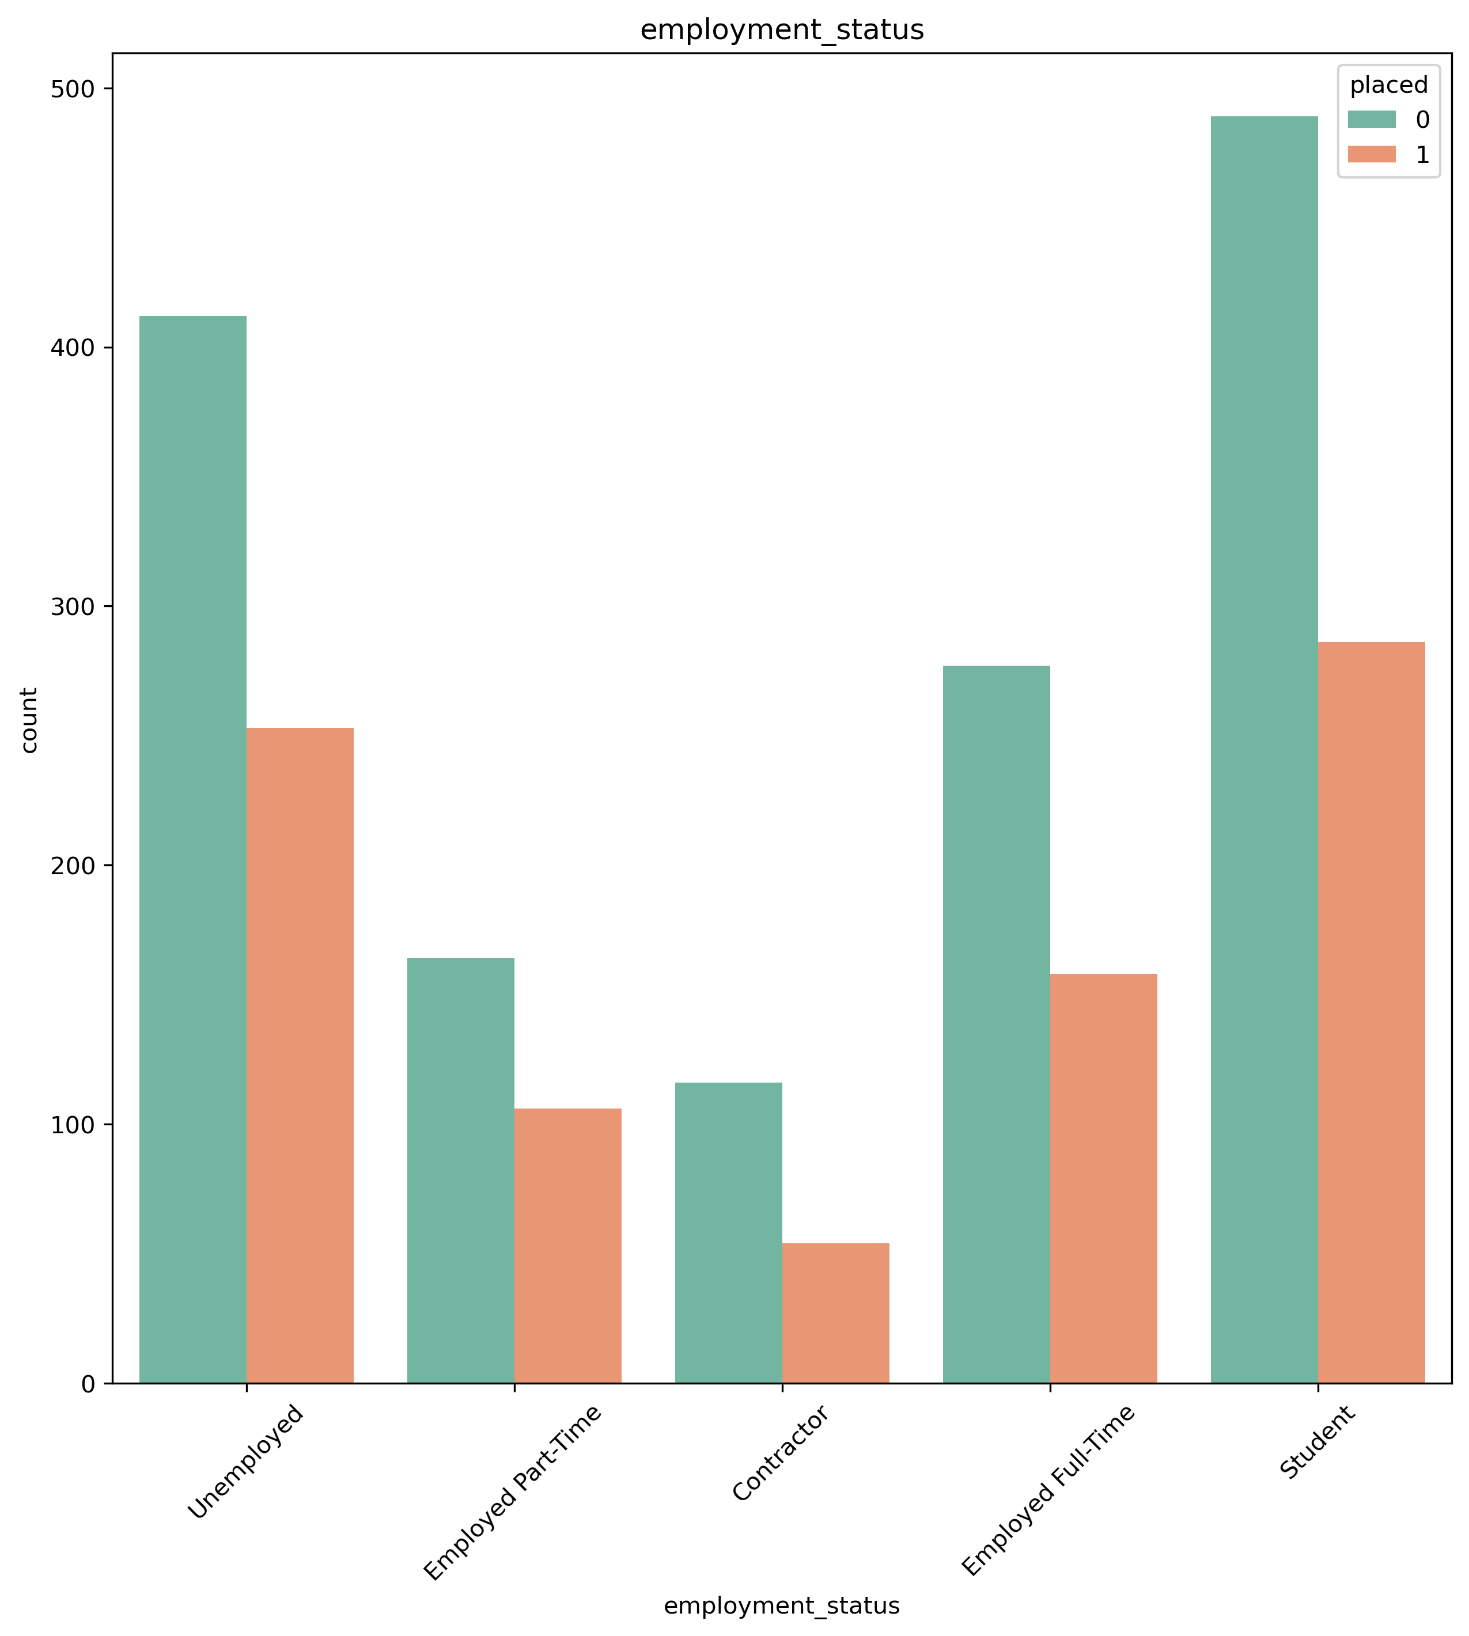 employment_status
placed
0
1
500
400
300
200
100
0
count
Unemployed
Employed Part-Time
Contractor
Employed Full-Time
Student
employment_status